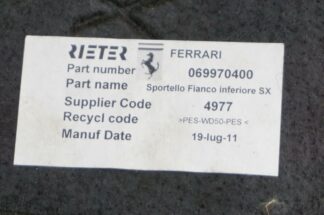 RIETER FERRARI
Part number 069970400
Part name Sportello Fianco inferiore SX
Supplier Code 4977
Recycl code >PES-WD50-PES <
Manuf Date 19-lug-11